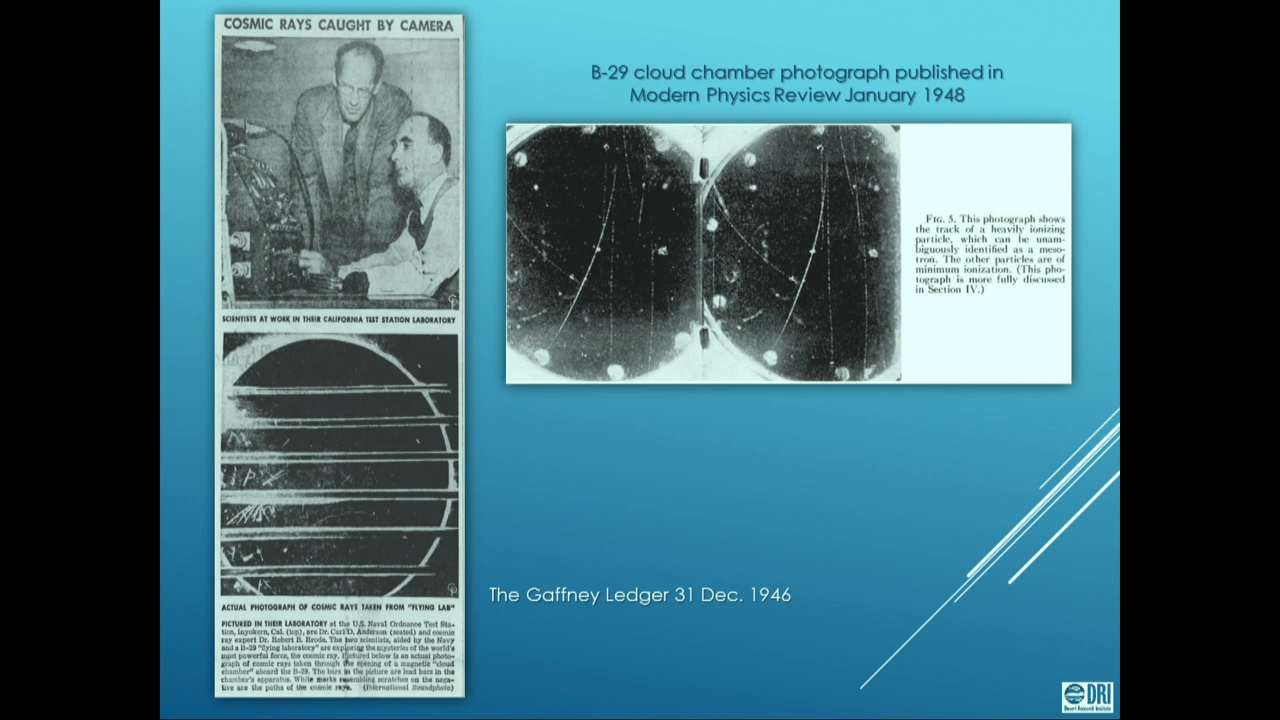 COSMIC RAYS CAUGHT BY CAMERA
SCIENTISTS AT WORK IN THEIR CALIFORNIA TEST STATION LABORATORY
ACTUAL PHOTOGRAPH OF COSMIC RAYS TAKEN FROM "FLYING LAB"
PICTURED IN THEIR LABORATORY at the U.S. Naval Ordnance Test Sta-
tion, Inyokern, Cal. (top), are Dr. Carl D. Anderson (seated) and cosmic
ray expert Dr. Robert B. Brode. The two scientists, aided by the Navy
and a B-29 "flying laboratory" are exploring the mysteries of the world's
most powerful force, the cosmic ray. Pictured below is an actual photo-
graph of cosmic rays taken through the opening of a magnetic "cloud
chamber" aboard the B-29. The bars in the picture are lead bars in the
chamber's apparatus. White marks resembling scratches on the nega-
tive are the paths of the cosmic rays. (International Soundphoto)
B-29 cloud chamber photograph published in
Modern Physics Review January 1948
FIG. 5. This photograph shows
the track of a heavily ionizing
particle, which can be unam-
biguously identified as a meso-
tron. The other particles are of
minimum ionization. (This pho-
tograph is more fully discussed
in Section IV.)
The Gaffney Ledger 31 Dec. 1946
DRI
Desert Research Institute